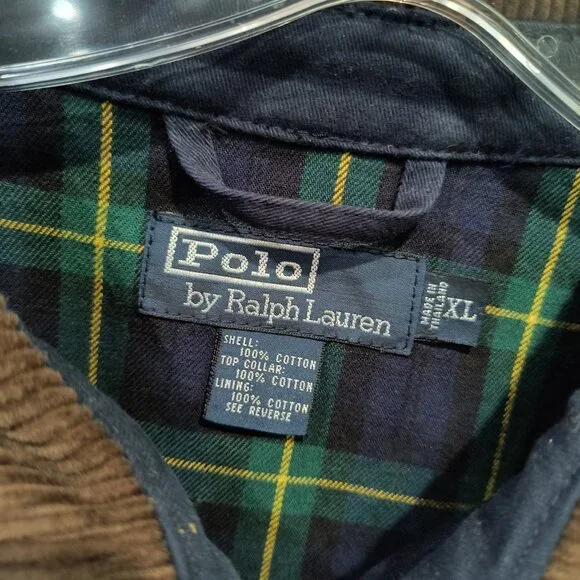 Polo
by Ralph Lauren
MADE IN
THAILAND
XL
SHELL:
100% COTTON
TOP COLLAR:
100% COTTON
LINING:
100% COTTON
SEE REVERSE